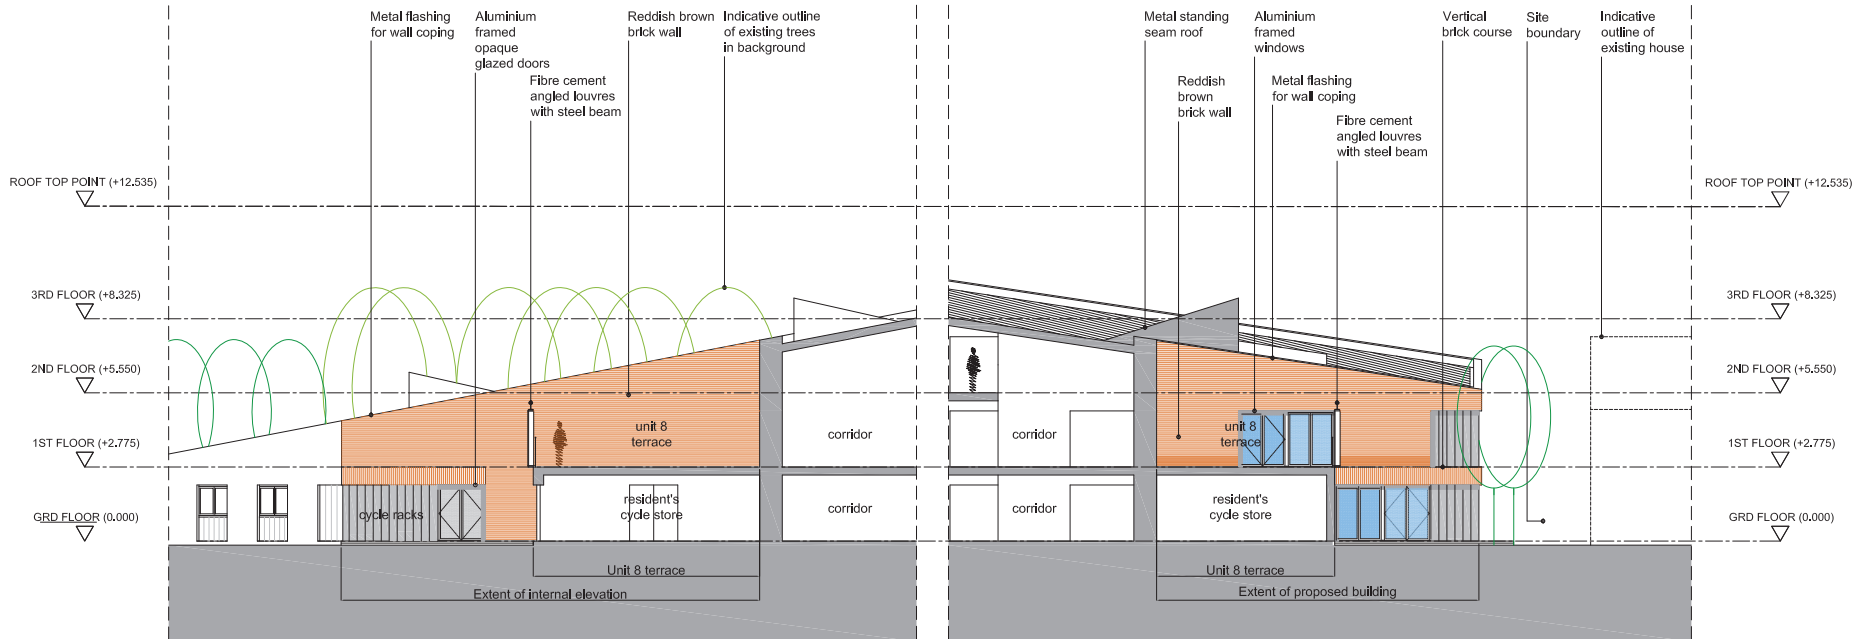 Metal flashing
for wall coping
Aluminium
framed
opaque
glazed doors
Reddish brown
brick wall
Indicative outline
of existing trees
in background
Fibre cement
angled louvres
with steel beam
Metal standing
seam roof
Aluminium
framed
windows
Vertical
brick course
Site
boundary
Indicative
outline of
existing house
Reddish
brown
brick wall
Metal flashing
for wall coping
Fibre cement
angled louvres
with steel beam
ROOF TOP POINT (+12.535)
3RD FLOOR (+8.325)
2ND FLOOR (+5.550)
1ST FLOOR (+2.775)
GRD FLOOR (0.000)
unit 8
terrace
corridor
cycle racks
resident's
cycle store
corridor
Unit 8 terrace
Extent of internal elevation
corridor
unit 8
terrace
corridor
resident's
cycle store
Unit 8 terrace
Extent of proposed building
ROOF TOP POINT (+12.535)
3RD FLOOR (+8.325)
2ND FLOOR (+5.550)
1ST FLOOR (+2.775)
GRD FLOOR (0.000)